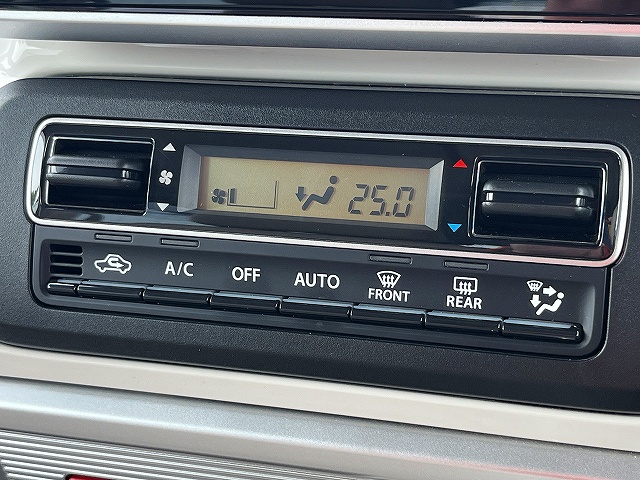 25.0
A/C OFF AUTO FRONT REAR